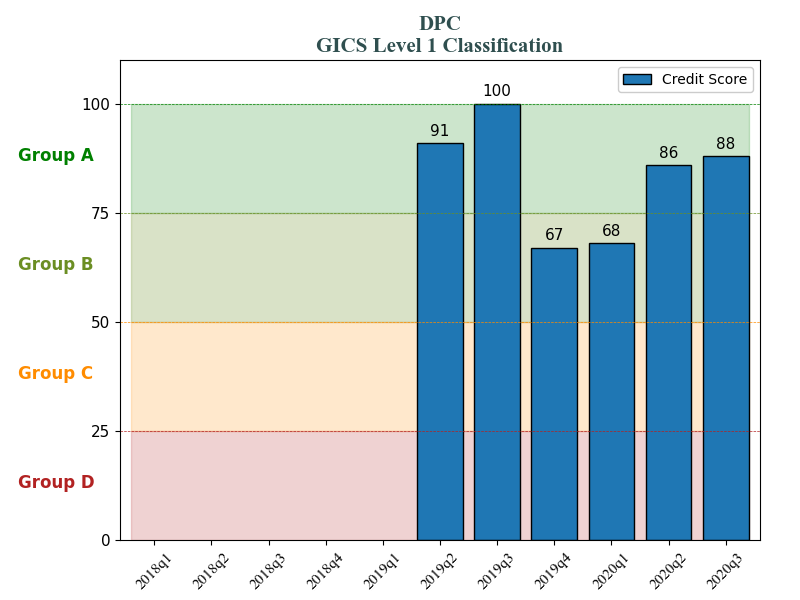 DPC
GICS Level 1 Classification
Credit Score
100
75
50
25
0
Group A
Group B
Group C
Group D
91
100
67
68
86
88
2018q1
2018q2
2018q3
2018q4
2019q1
2019q2
2019q3
2019q4
2020q1
2020q2
2020q3